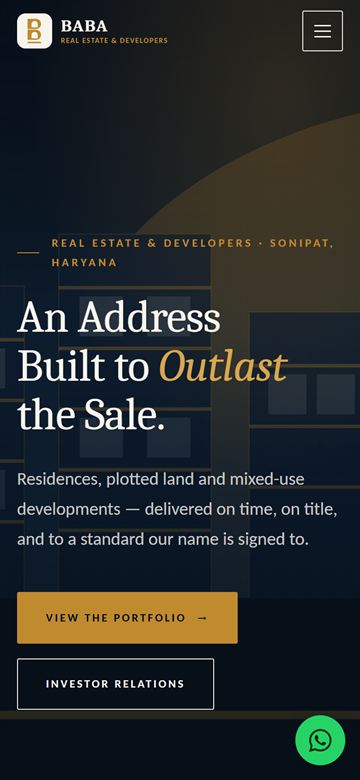 BABA
REAL ESTATE & DEVELOPERS
REAL ESTATE & DEVELOPERS · SONIPAT,
HARYANA
An Address
Built to Outlast
the Sale.
Residences, plotted land and mixed-use
developments — delivered on time, on title,
and to a standard our name is signed to.
VIEW THE PORTFOLIO →
INVESTOR RELATIONS